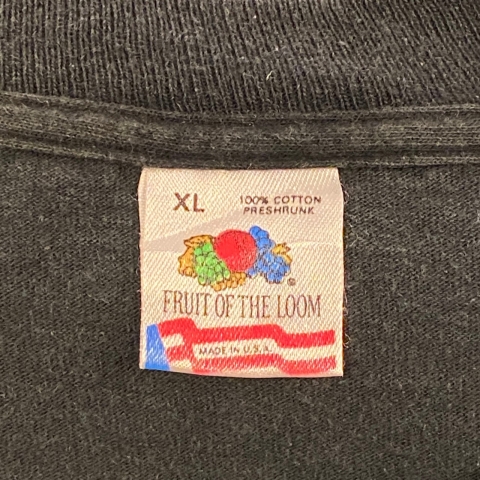 XL
100% COTTON
PRESHRUNK
®
FRUIT OF THE LOOM
MADE IN U.S.A.